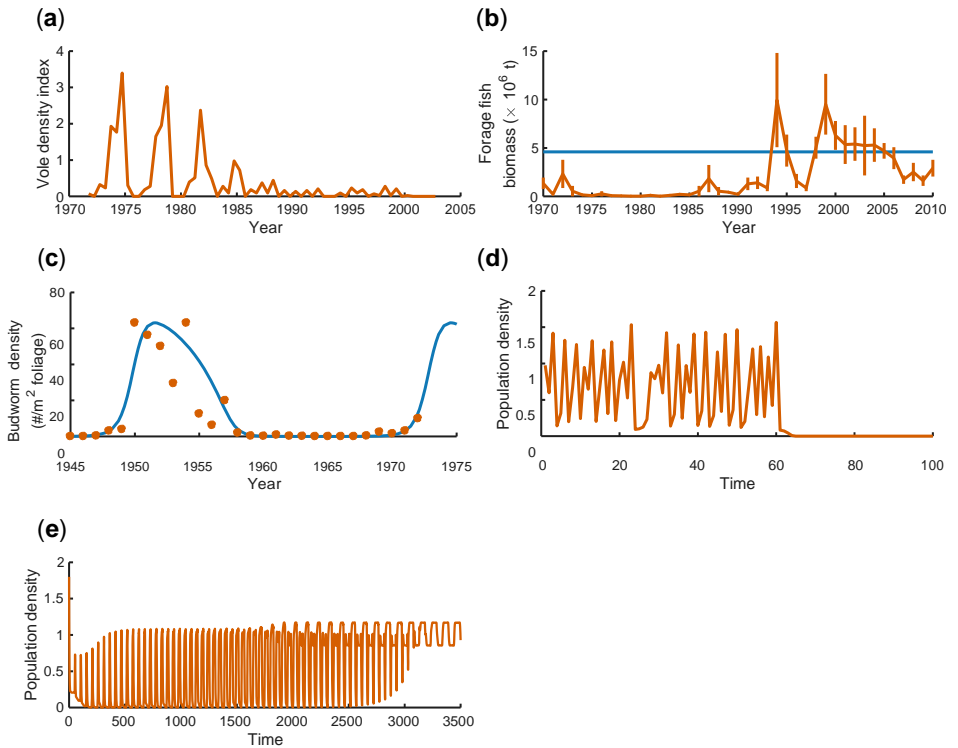 (a)
Vole density index
4
3
2
1
0
1970 1975 1980 1985 1990 1995 2000 2005
Year
(b)
Forage fish
biomass (× 10^6 t)
15
10
5
0
1970 1975 1980 1985 1990 1995 2000 2005 2010
Year
(c)
Budworm density
(#/m^2 foliage)
80
60
40
20
0
1945 1950 1955 1960 1965 1970 1975
Year
(d)
Population density
2
1.5
1
0.5
0
0 20 40 60 80 100
Time
(e)
Population density
2
1.5
1
0.5
0
0 500 1000 1500 2000 2500 3000 3500
Time